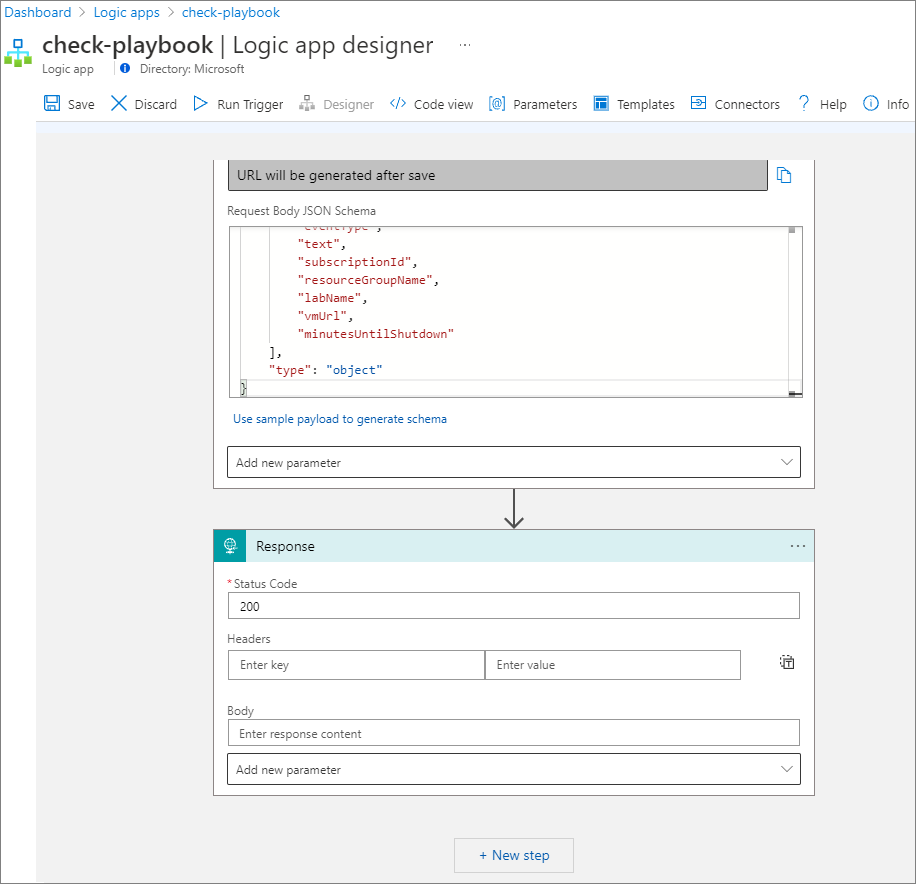 Dashboard > Logic apps > check-playbook
check-playbook | Logic app designer ...
Logic app Directory: Microsoft
Save Discard Run Trigger Designer </> Code view [@] Parameters Templates Connectors ? Help Info
URL will be generated after save
Request Body JSON Schema
"eventType",
"text",
"subscriptionId",
"resourceGroupName",
"labName",
"vmUrl",
"minutesUntilShutdown"
],
"type": "object"
}
Use sample payload to generate schema
Add new parameter
Response ...
* Status Code
200
Headers
Enter key Enter value
Body
Enter response content
Add new parameter
+ New step